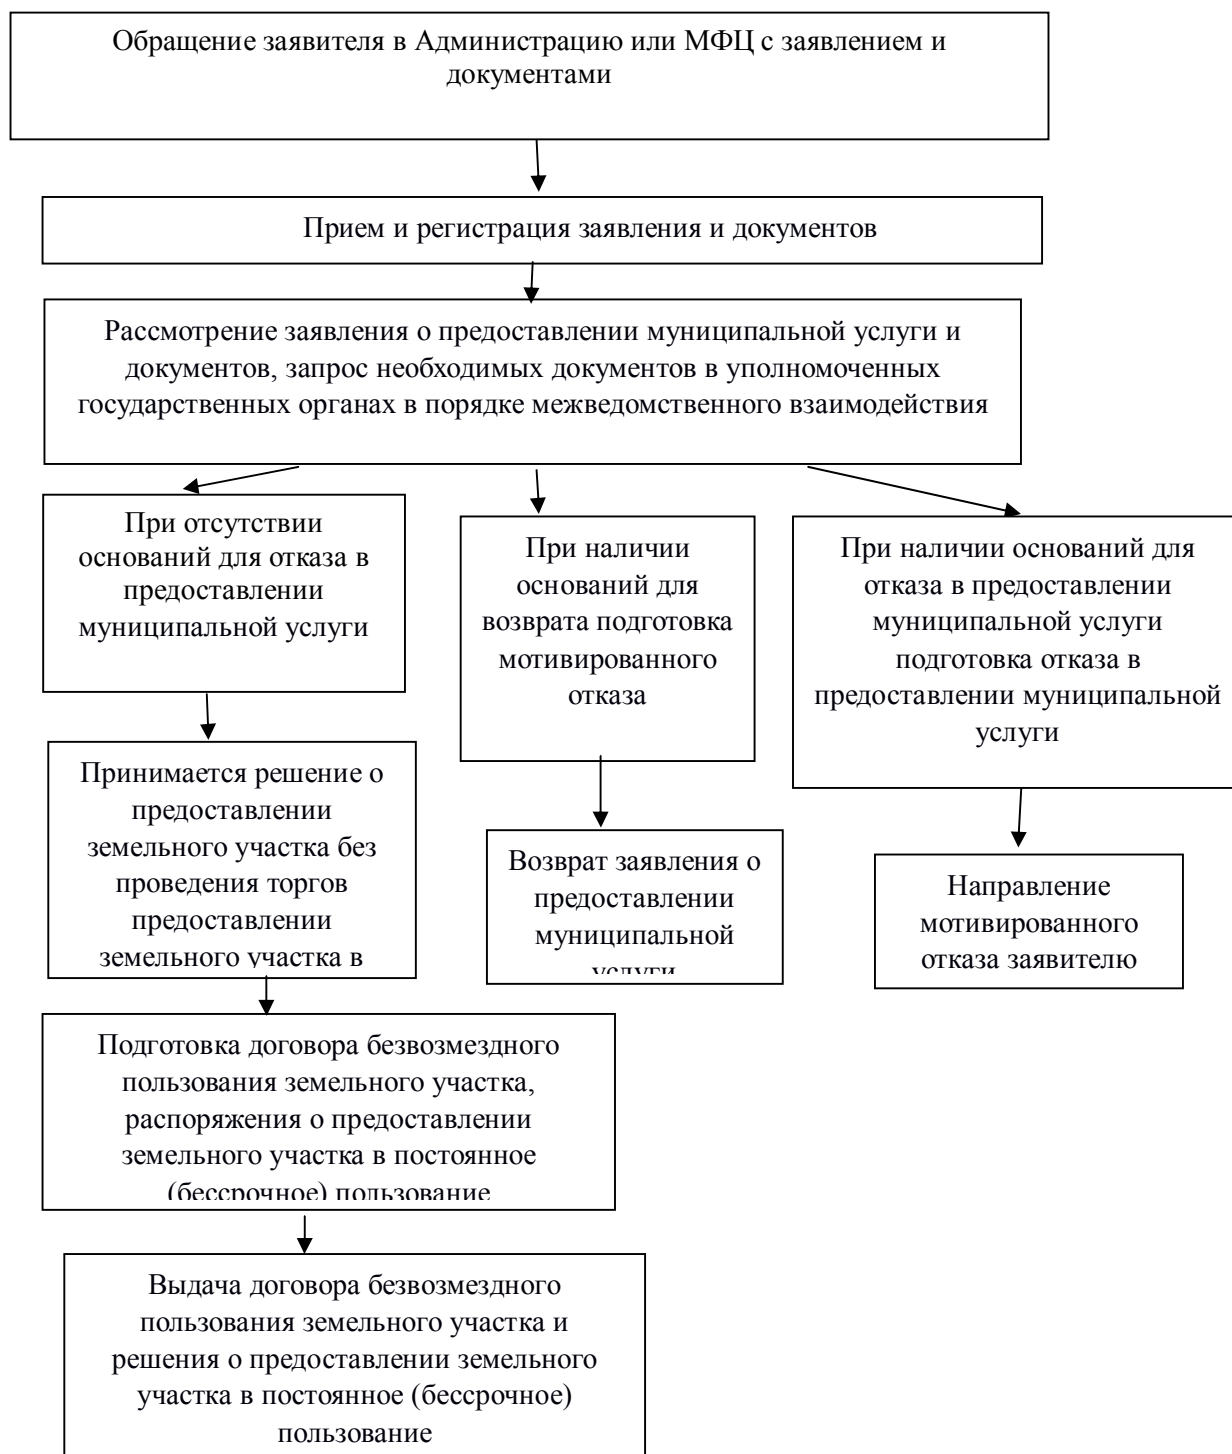 Обращение заявителя в Администрацию или МФЦ с заявлением и
документами
Прием и регистрация заявления и документов
Рассмотрение заявления о предоставлении муниципальной услуги и
документов, запрос необходимых документов в уполномоченных
государственных органах в порядке межведомственного взаимодействия
При отсутствии
оснований для отказа в
предоставлении
муниципальной услуги
При наличии
оснований для
возврата подготовка
мотивированного
отказа
При наличии оснований для
отказа в предоставлении
муниципальной услуги
подготовка отказа в
предоставлении муниципальной
услуги
Принимается решение о
предоставлении
земельного участка без
проведения торгов
предоставлении
земельного участка в
Возврат заявления о
предоставлении
муниципальной
услуги
Направление
мотивированного
отказа заявителю
Подготовка договора безвозмездного
пользования земельного участка,
распоряжения о предоставлении
земельного участка в постоянное
(бессрочное) пользование
Выдача договора безвозмездного
пользования земельного участка и
решения о предоставлении земельного
участка в постоянное (бессрочное)
пользование